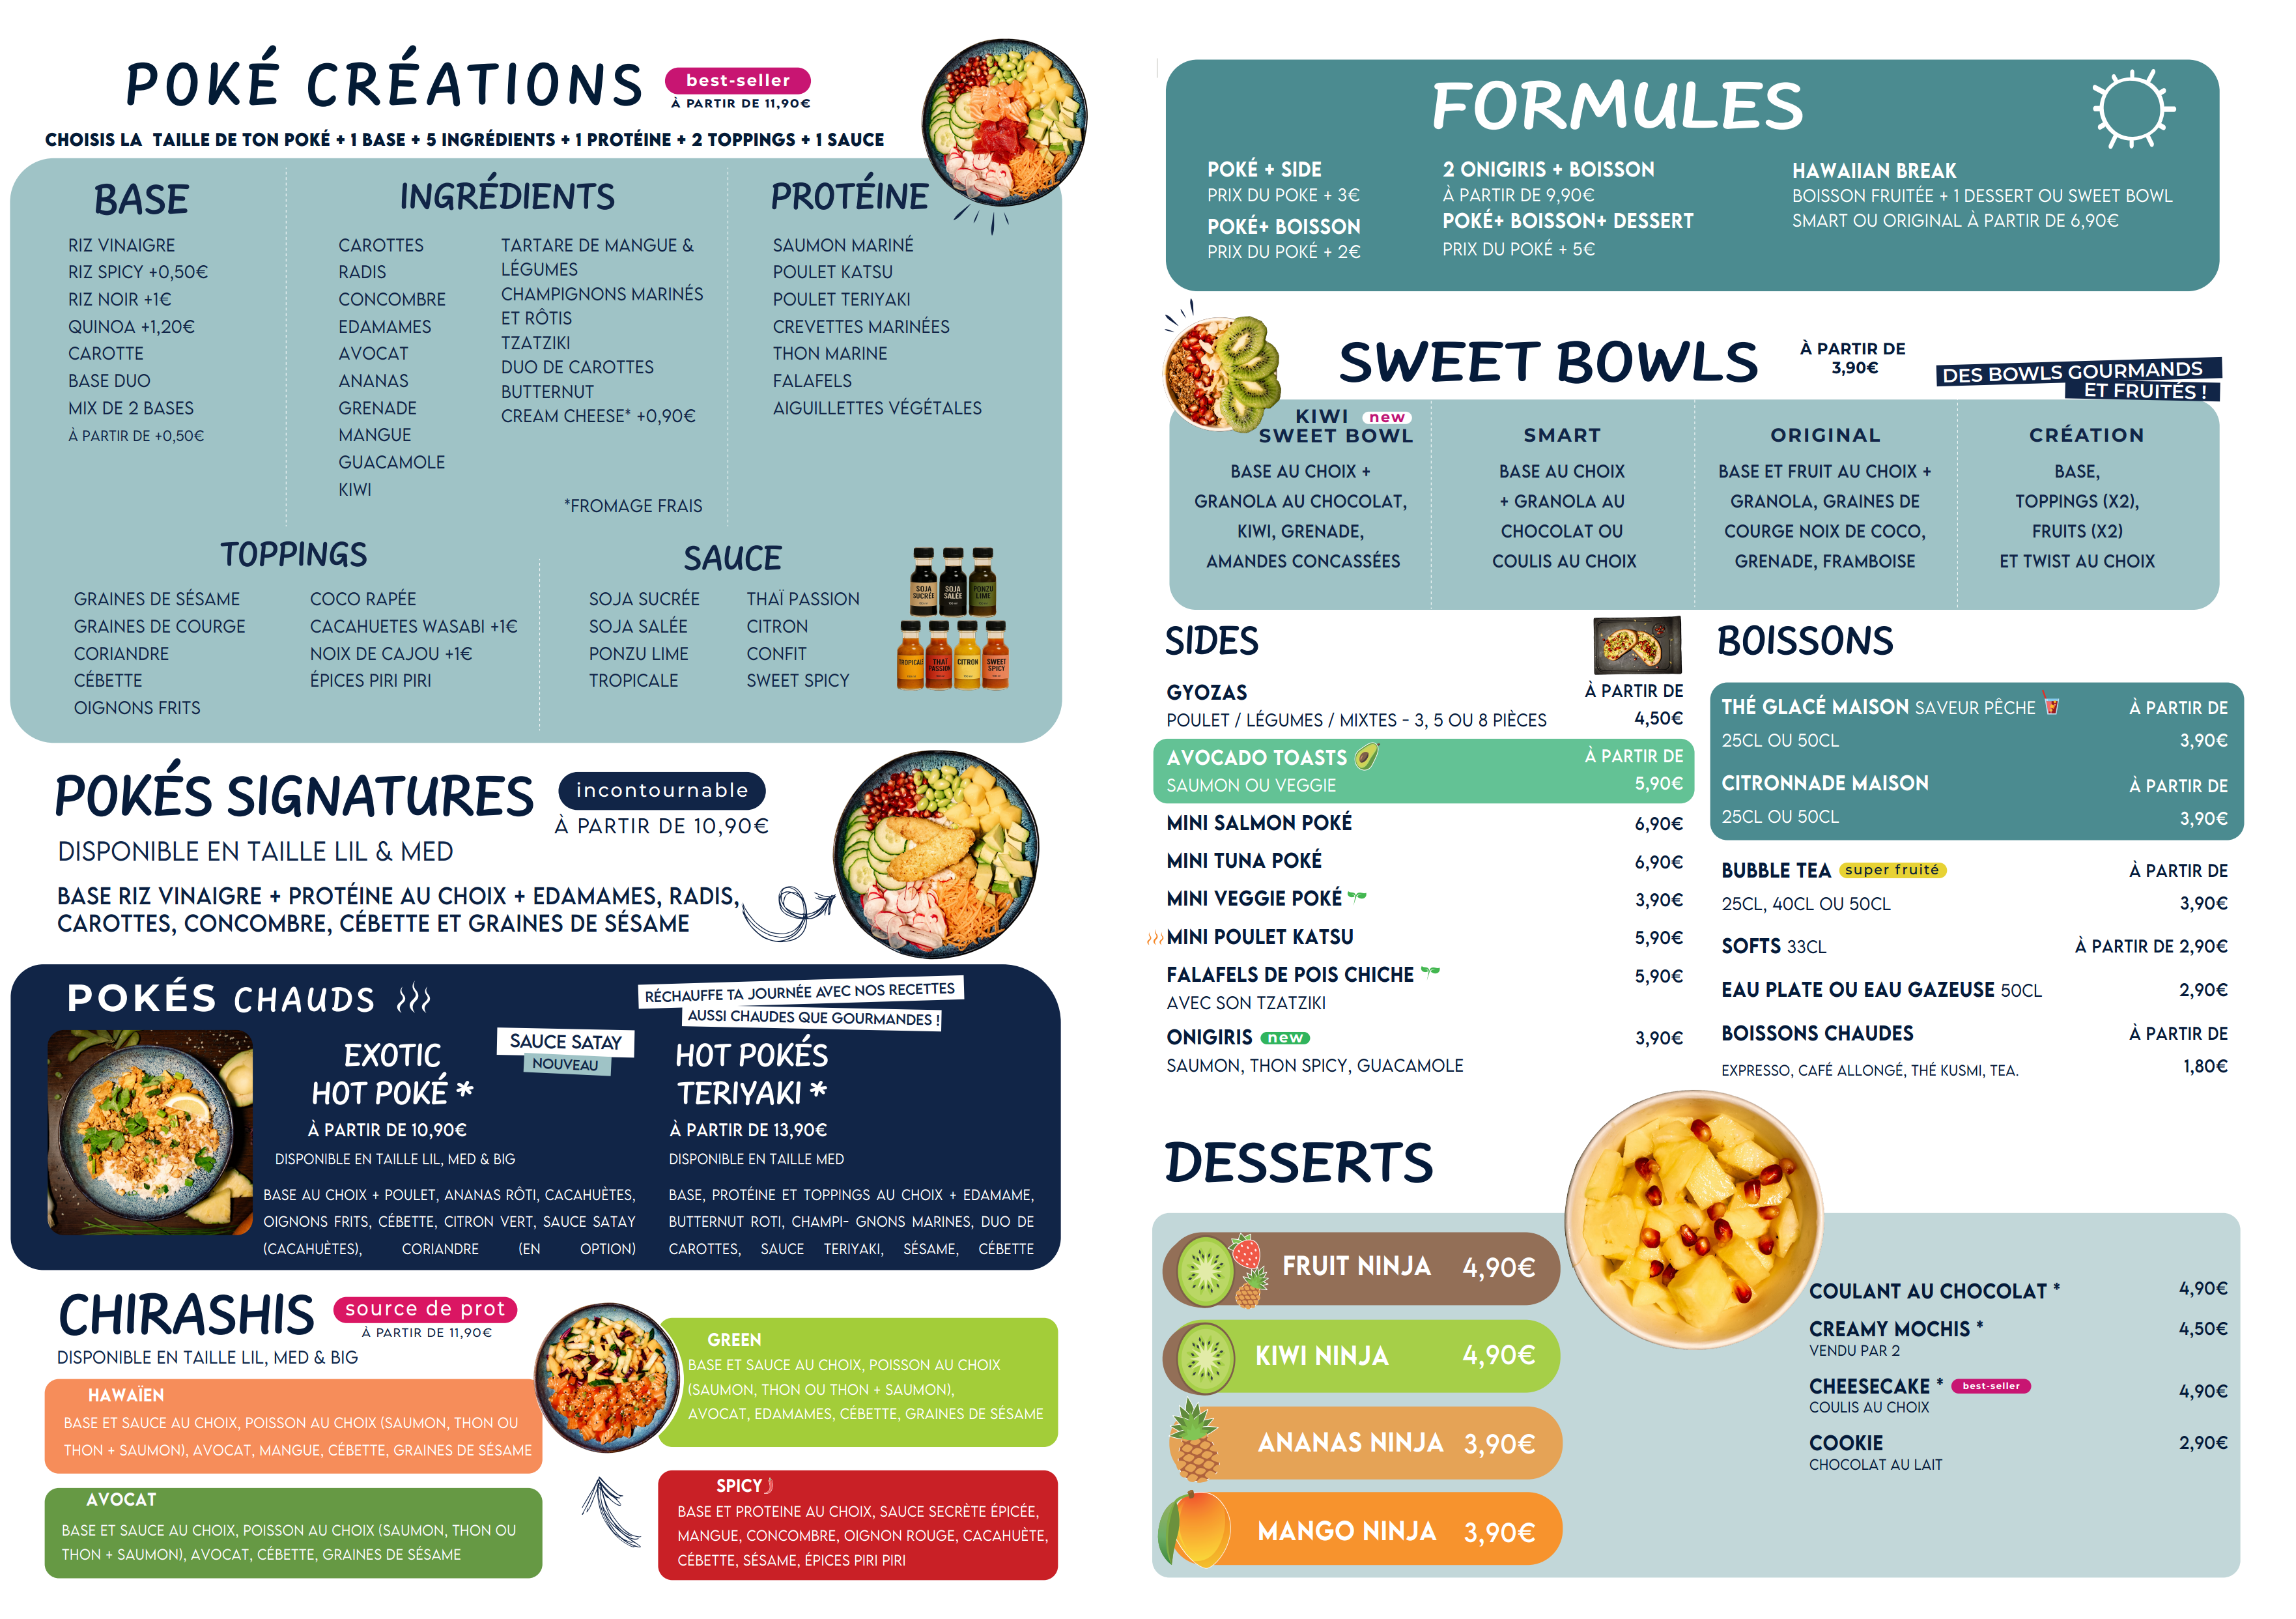 POKÉ CRÉATIONS
best-seller
À PARTIR DE 11,90€
CHOISIS LA TAILLE DE TON POKÉ + 1 BASE + 5 INGRÉDIENTS + 1 PROTÉINE + 2 TOPPINGS + 1 SAUCE
BASE
RIZ VINAIGRE
RIZ SPICY +0,50€
RIZ NOIR +1€
QUINOA +1,20€
CAROTTE
BASE DUO
MIX DE 2 BASES
À PARTIR DE +0,50€
INGRÉDIENTS
CAROTTES
RADIS
CONCOMBRE
EDAMAMES
AVOCAT
ANANAS
GRENADE
MANGUE
GUACAMOLE
KIWI
TARTARE DE MANGUE &
LÉGUMES
CHAMPIGNONS MARINÉS
ET RÔTIS
TZATZIKI
DUO DE CAROTTES
BUTTERNUT
CREAM CHEESE* +0,90€
*FROMAGE FRAIS
PROTÉINE
SAUMON MARINÉ
POULET KATSU
POULET TERIYAKI
CREVETTES MARINÉES
THON MARINE
FALAFELS
AIGUILLETTES VÉGÉTALES
TOPPINGS
GRAINES DE SÉSAME
GRAINES DE COURGE
CORIANDRE
CÉBETTE
OIGNONS FRITS
COCO RAPÉE
CACAHUETES WASABI +1€
NOIX DE CAJOU +1€
ÉPICES PIRI PIRI
SAUCE
SOJA SUCRÉE
SOJA SALÉE
PONZU LIME
TROPICALE
THAÏ PASSION
CITRON
CONFIT
SWEET SPICY
SOJA
SUCRÉE
SOJA
SALÉE
PONZU
LIME
TROPICALE
THAÏ
PASSION
CITRON
SWEET
SPICY
POKÉS SIGNATURES
incontournable
À PARTIR DE 10,90€
DISPONIBLE EN TAILLE LIL & MED
BASE RIZ VINAIGRE + PROTÉINE AU CHOIX + EDAMAMES, RADIS,
CAROTTES, CONCOMBRE, CÉBETTE ET GRAINES DE SÉSAME
POKÉS CHAUDS
RÉCHAUFFE TA JOURNÉE AVEC NOS RECETTES
AUSSI CHAUDES QUE GOURMANDES !
EXOTIC
HOT POKÉ *
SAUCE SATAY
NOUVEAU
À PARTIR DE 10,90€
DISPONIBLE EN TAILLE LIL, MED & BIG
BASE AU CHOIX + POULET, ANANAS RÔTI, CACAHUÈTES,
OIGNONS FRITS, CÉBETTE, CITRON VERT, SAUCE SATAY
(CACAHUÈTES), CORIANDRE (EN OPTION)
HOT POKÉS
TERIYAKI *
À PARTIR DE 13,90€
DISPONIBLE EN TAILLE MED
BASE, PROTÉINE ET TOPPINGS AU CHOIX + EDAMAME,
BUTTERNUT ROTI, CHAMPI- GNONS MARINES, DUO DE
CAROTTES, SAUCE TERIYAKI, SÉSAME, CÉBETTE
CHIRASHIS
source de prot
À PARTIR DE 11,90€
DISPONIBLE EN TAILLE LIL, MED & BIG
HAWAÏEN
BASE ET SAUCE AU CHOIX, POISSON AU CHOIX (SAUMON, THON OU
THON + SAUMON), AVOCAT, MANGUE, CÉBETTE, GRAINES DE SÉSAME
AVOCAT
BASE ET SAUCE AU CHOIX, POISSON AU CHOIX (SAUMON, THON OU
THON + SAUMON), AVOCAT, CÉBETTE, GRAINES DE SÉSAME
GREEN
BASE ET SAUCE AU CHOIX, POISSON AU CHOIX
(SAUMON, THON OU THON + SAUMON),
AVOCAT, EDAMAMES, CÉBETTE, GRAINES DE SÉSAME
SPICY
BASE ET PROTEINE AU CHOIX, SAUCE SECRÈTE ÉPICÉE,
MANGUE, CONCOMBRE, OIGNON ROUGE, CACAHUÈTE,
CÉBETTE, SÉSAME, ÉPICES PIRI PIRI
FORMULES
POKÉ + SIDE
PRIX DU POKE + 3€
POKÉ+ BOISSON
PRIX DU POKÉ + 2€
2 ONIGIRIS + BOISSON
À PARTIR DE 9,90€
POKÉ+ BOISSON+ DESSERT
PRIX DU POKÉ + 5€
HAWAIIAN BREAK
BOISSON FRUITÉE + 1 DESSERT OU SWEET BOWL
SMART OU ORIGINAL À PARTIR DE 6,90€
SWEET BOWLS
À PARTIR DE
3,90€
DES BOWLS GOURMANDS
ET FRUITÉS !
KIWI new
SWEET BOWL
BASE AU CHOIX +
GRANOLA AU CHOCOLAT,
KIWI, GRENADE,
AMANDES CONCASSÉES
SMART
BASE AU CHOIX
+ GRANOLA AU
CHOCOLAT OU
COULIS AU CHOIX
ORIGINAL
BASE ET FRUIT AU CHOIX +
GRANOLA, GRAINES DE
COURGE NOIX DE COCO,
GRENADE, FRAMBOISE
CRÉATION
BASE,
TOPPINGS (X2),
FRUITS (X2)
ET TWIST AU CHOIX
SIDES
GYOZAS À PARTIR DE
POULET / LÉGUMES / MIXTES - 3, 5 OU 8 PIÈCES 4,50€
AVOCADO TOASTS À PARTIR DE
SAUMON OU VEGGIE 5,90€
MINI SALMON POKÉ 6,90€
MINI TUNA POKÉ 6,90€
MINI VEGGIE POKÉ 3,90€
MINI POULET KATSU 5,90€
FALAFELS DE POIS CHICHE 5,90€
AVEC SON TZATZIKI
ONIGIRIS new 3,90€
SAUMON, THON SPICY, GUACAMOLE
BOISSONS
THÉ GLACÉ MAISON SAVEUR PÊCHE À PARTIR DE
25CL OU 50CL 3,90€
CITRONNADE MAISON À PARTIR DE
25CL OU 50CL 3,90€
BUBBLE TEA super fruité À PARTIR DE
25CL, 40CL OU 50CL 3,90€
SOFTS 33CL À PARTIR DE 2,90€
EAU PLATE OU EAU GAZEUSE 50CL 2,90€
BOISSONS CHAUDES À PARTIR DE
EXPRESSO, CAFÉ ALLONGÉ, THÉ KUSMI, TEA. 1,80€
DESSERTS
FRUIT NINJA 4,90€
KIWI NINJA 4,90€
ANANAS NINJA 3,90€
MANGO NINJA 3,90€
COULANT AU CHOCOLAT * 4,90€
CREAMY MOCHIS * 4,50€
VENDU PAR 2
CHEESECAKE * best-seller 4,90€
COULIS AU CHOIX
COOKIE 2,90€
CHOCOLAT AU LAIT